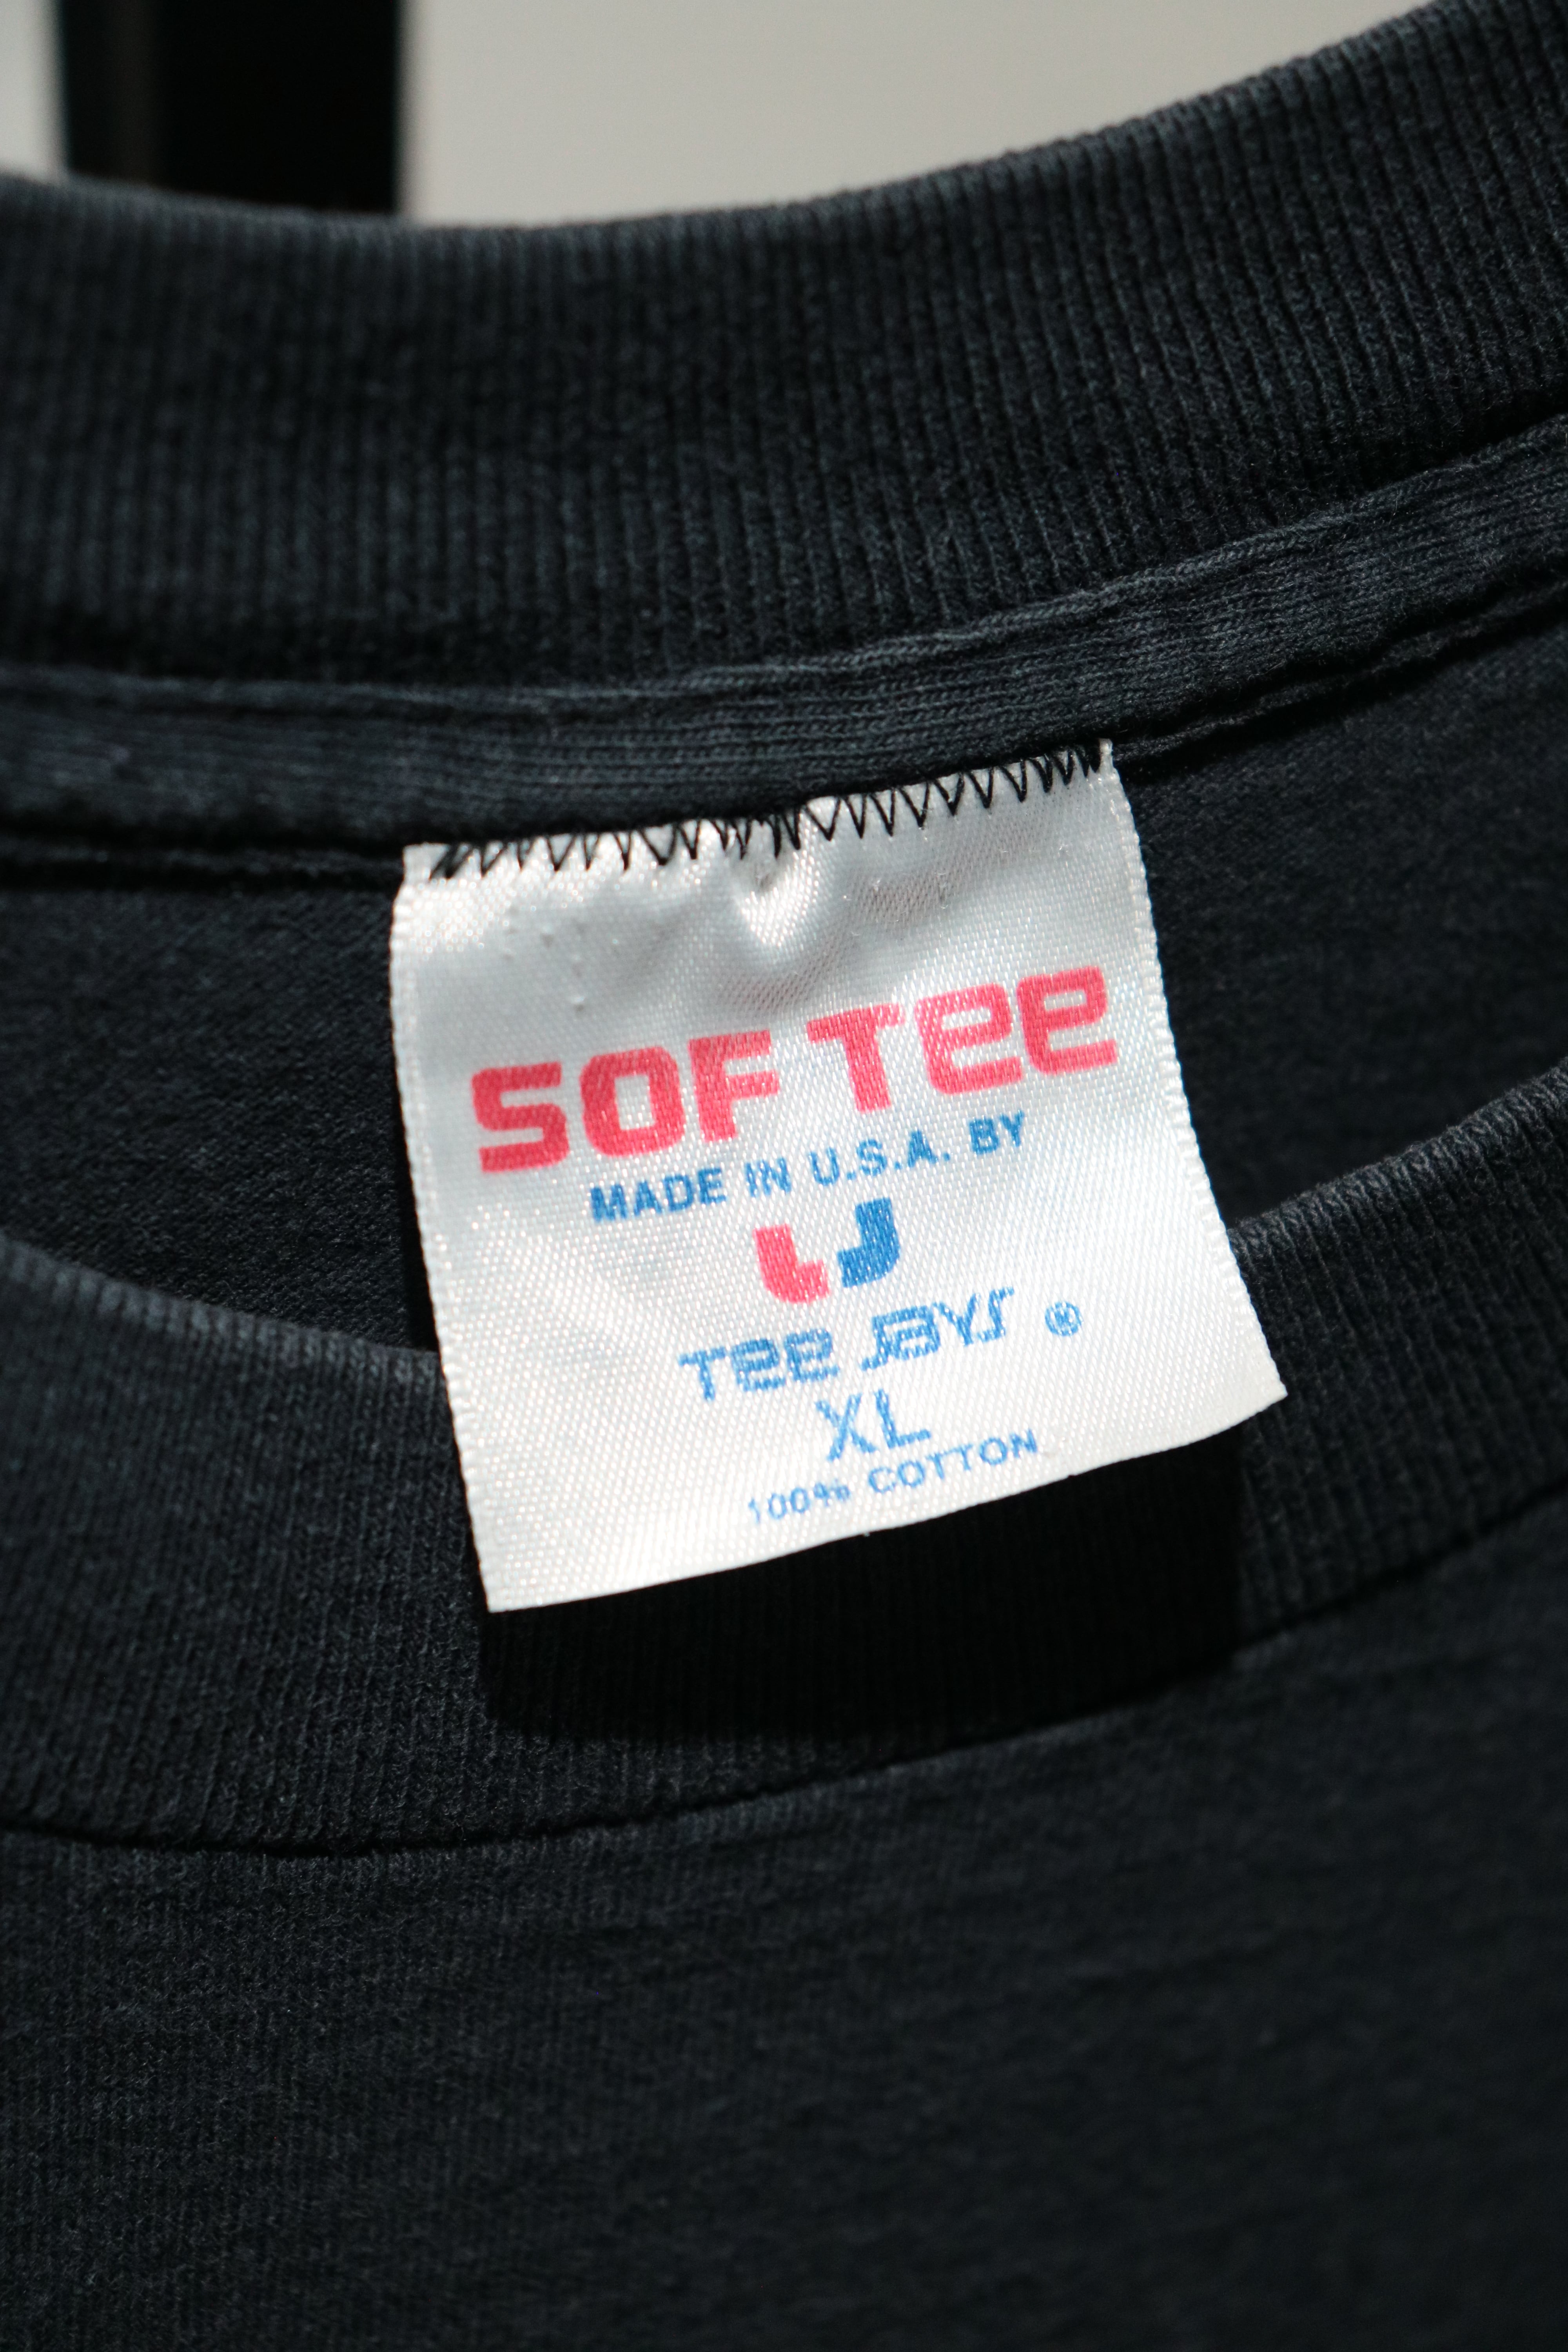 SOF TEE
MADE IN U.S.A. BY
TEE JAYS ®
XL
100% COTTON